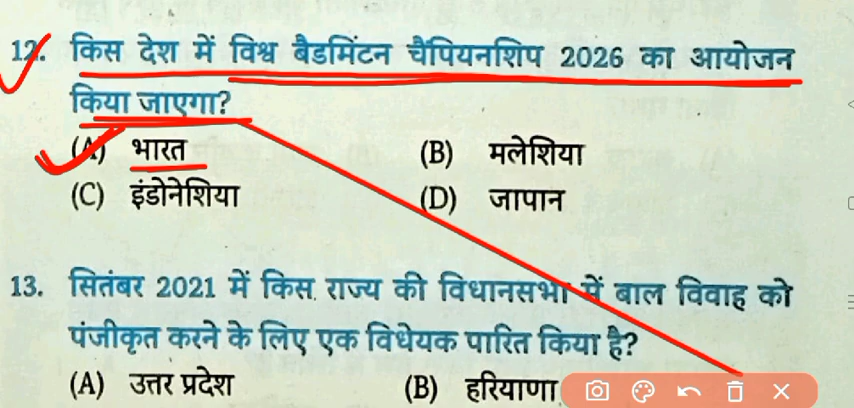 12. किस देश में विश्व बैडमिंटन चैंपियनशिप 2026 का आयोजन
किया जाएगा?
(A) भारत (B) मलेशिया
(C) इंडोनेशिया (D) जापान
13. सितंबर 2021 में किस राज्य की विधानसभा में बाल विवाह को
पंजीकृत करने के लिए एक विधेयक पारित किया है?
(A) उत्तर प्रदेश (B) हरियाणा